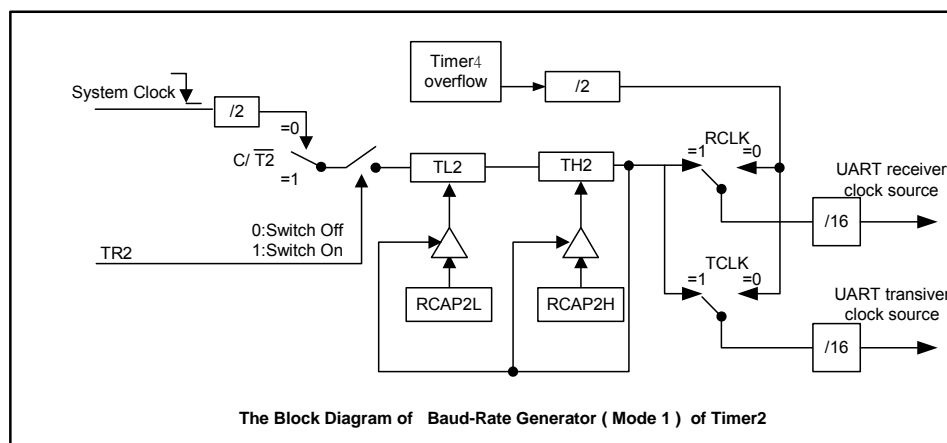 Timer4
overflow
/2
System Clock
/2
=0
RCLK
=1
=0
C/ T2
TL2
TH2
=1
UART receiver
clock source
/16
0:Switch Off
1:Switch On
TR2
TCLK
=1
=0
RCAP2L
RCAP2H
UART transiver
clock source
/16
The Block Diagram of Baud-Rate Generator ( Mode 1 ) of Timer2